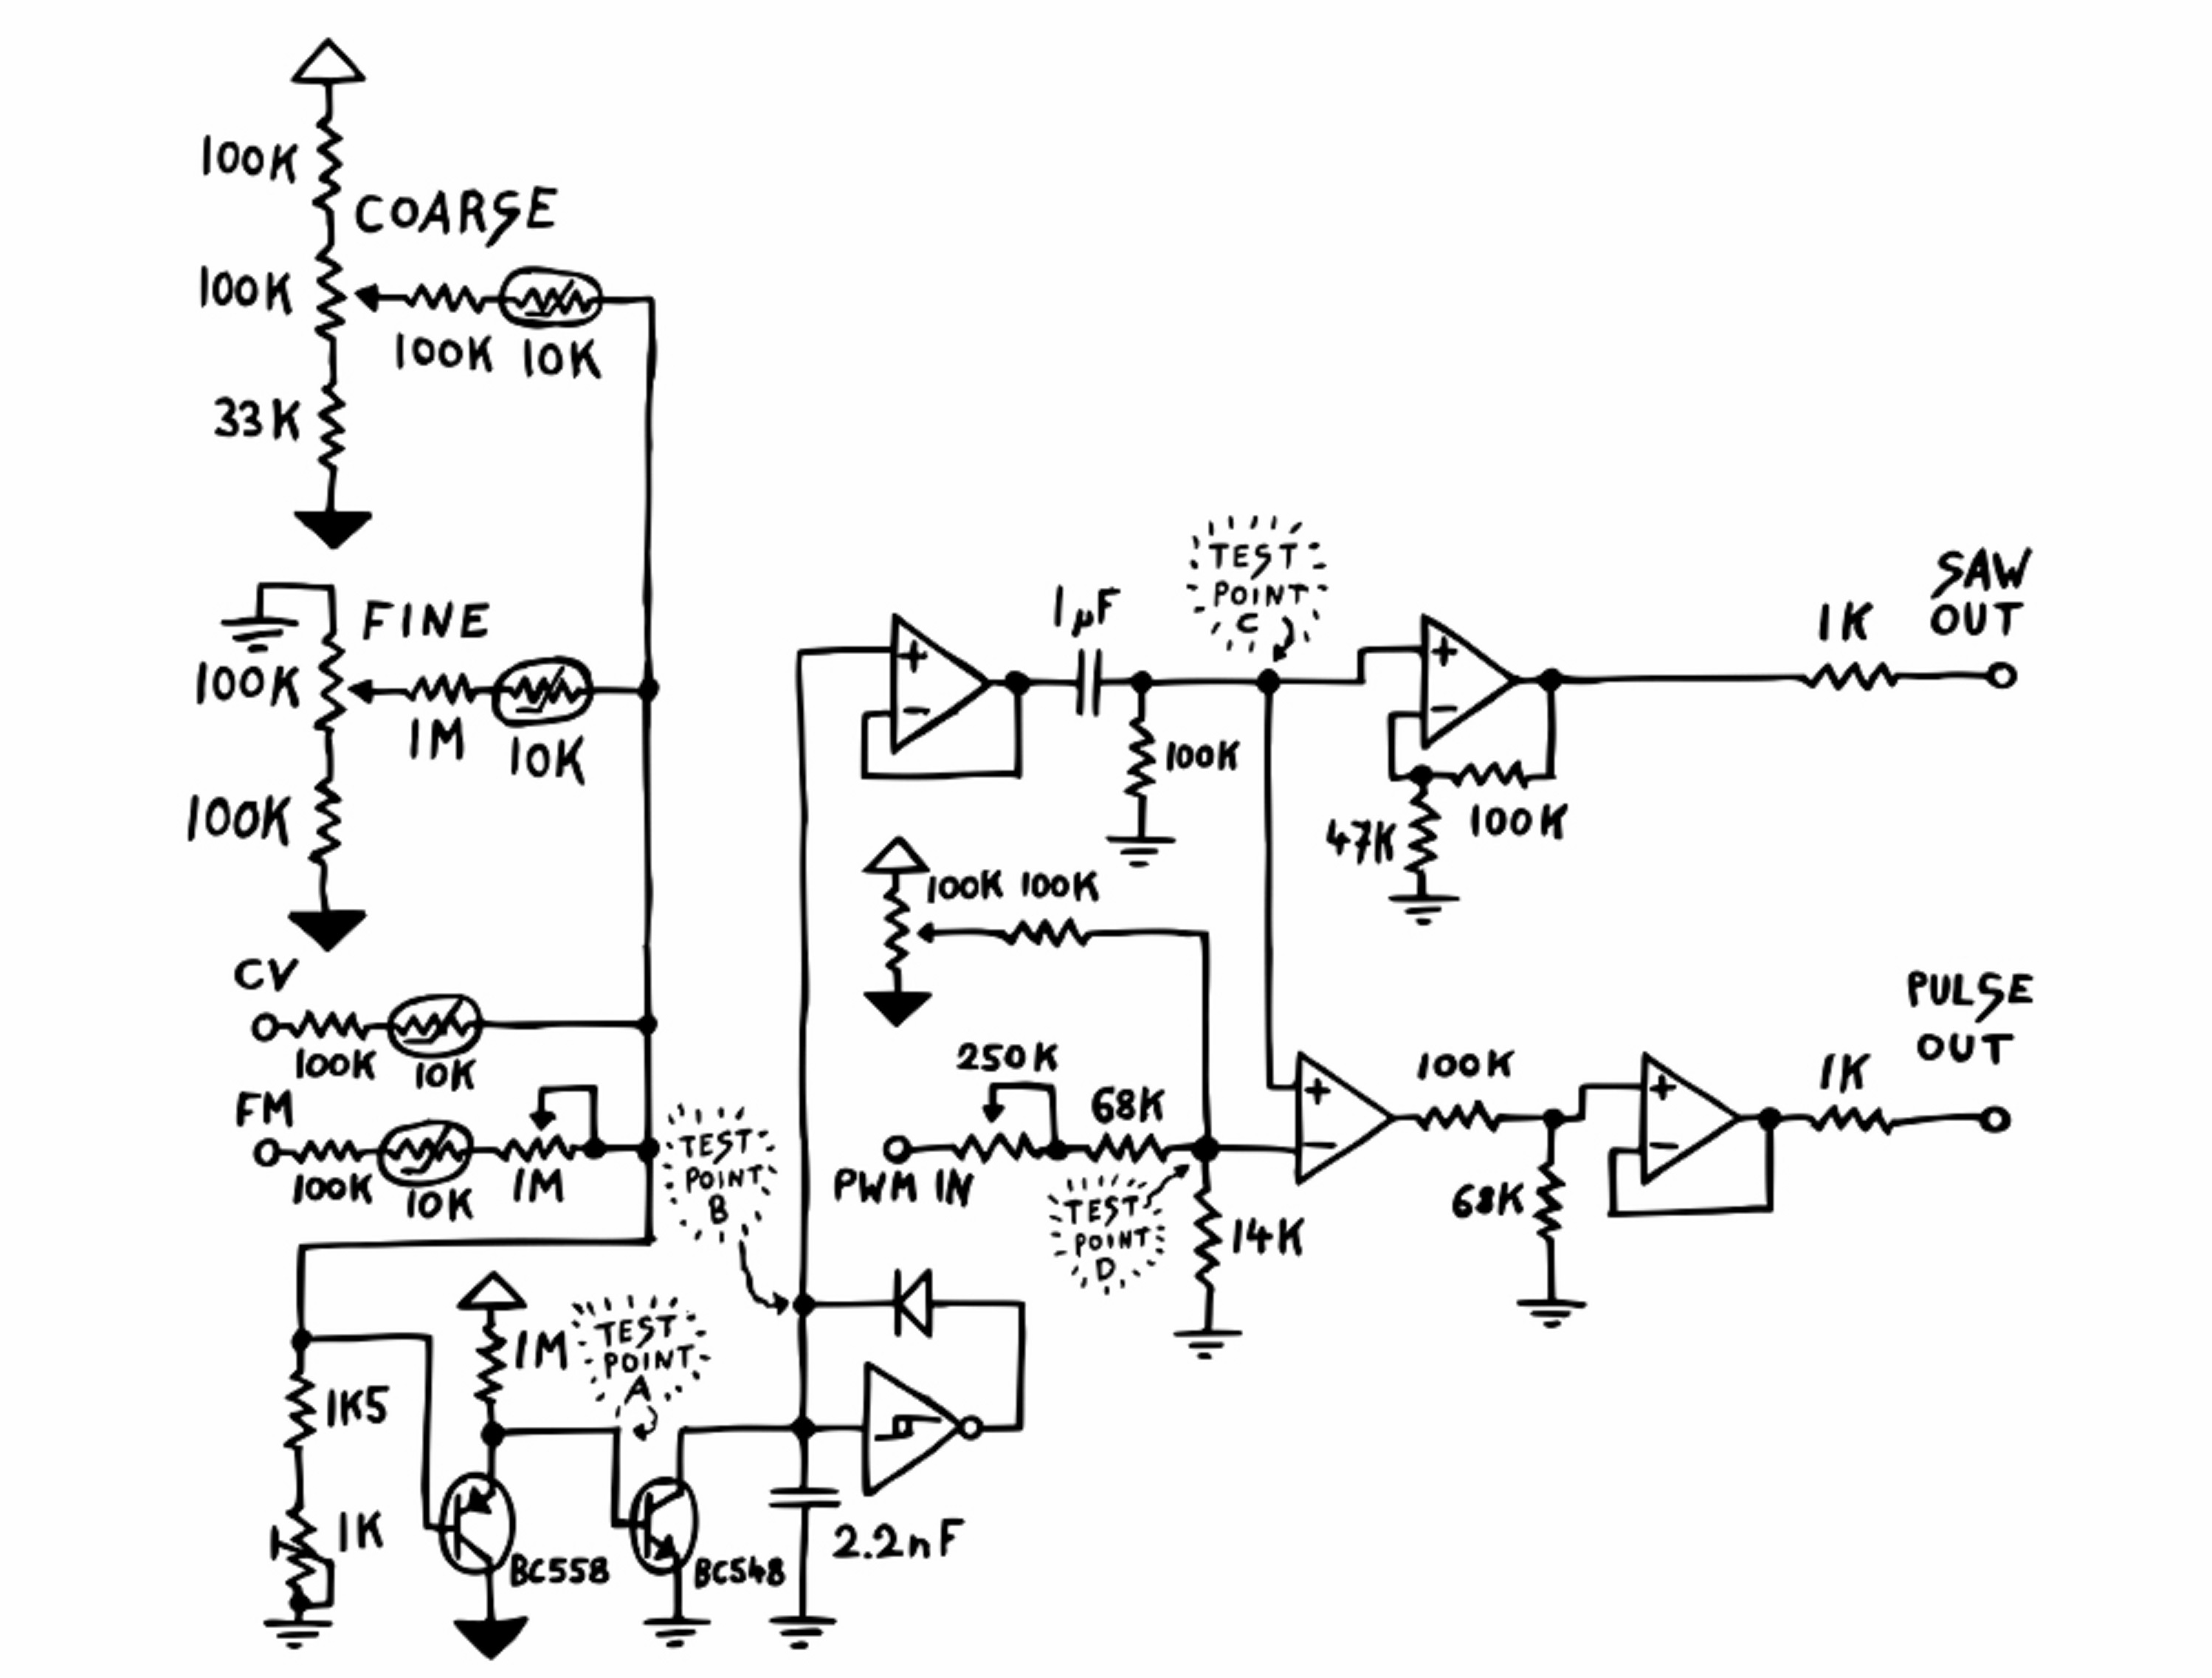 100K
COARSE
100K
100K 10K
33K
FINE
100K
1M
10K
100K
CV
100K
10K
FM
100K
10K
1M
TEST
POINT
B
1µF
TEST
POINT
C
100K
47K
100K
1K
SAW
OUT
100K 100K
250K
68K
PWM IN
TEST
POINT
D
14K
100K
68K
1K
PULSE
OUT
1K5
1K
1M
TEST
POINT
A
BC558
BC548
2.2nF
+
−
+
−
+
−
+
−